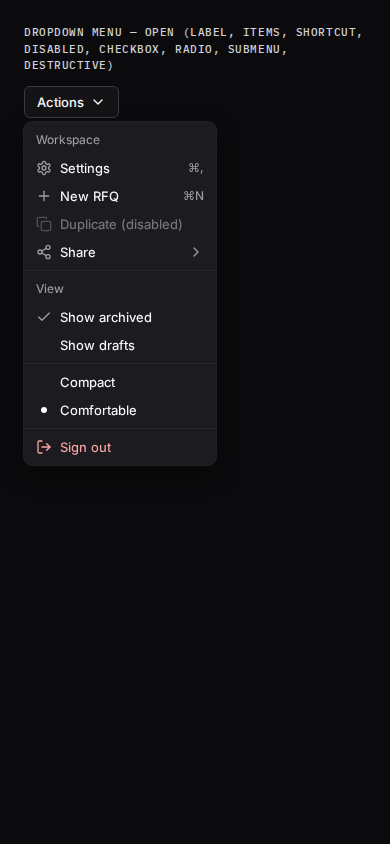 DROPDOWN MENU — OPEN (LABEL, ITEMS, SHORTCUT,
DISABLED, CHECKBOX, RADIO, SUBMENU,
DESTRUCTIVE)
Actions
Workspace
Settings ⌘,
New RFQ ⌘N
Duplicate (disabled)
Share
View
Show archived
Show drafts
Compact
Comfortable
Sign out